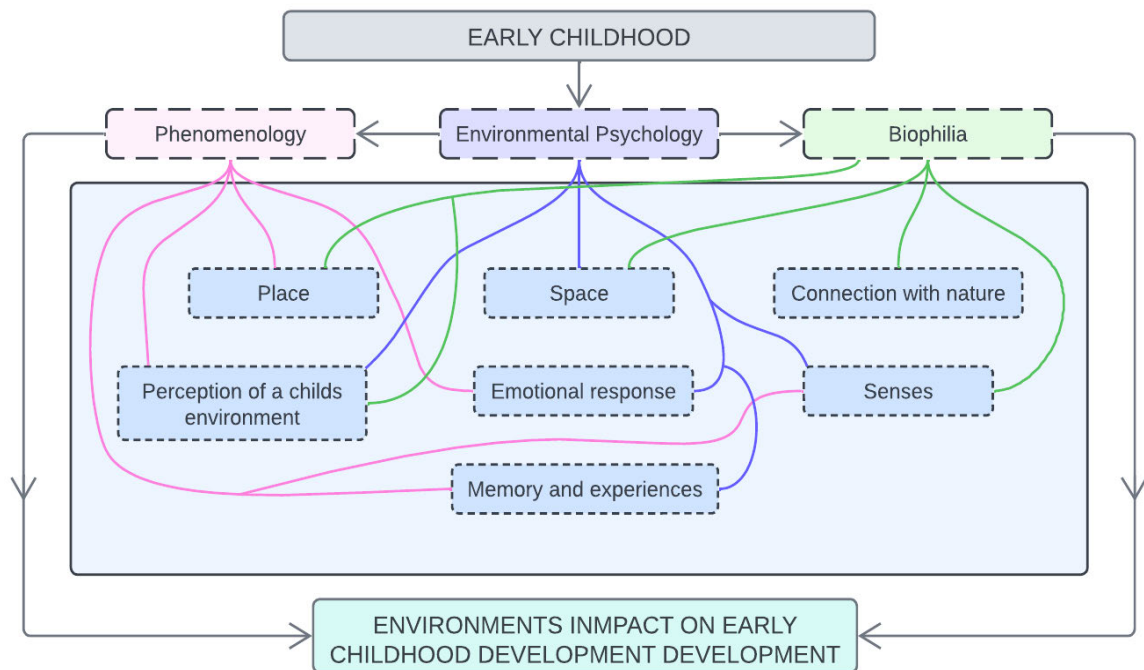 EARLY CHILDHOOD
Phenomenology
Environmental Psychology
Biophilia
Place
Space
Connection with nature
Perception of a childs
environment
Emotional response
Senses
Memory and experiences
ENVIRONMENTS INMPACT ON EARLY
CHILDHOOD DEVELOPMENT DEVELOPMENT